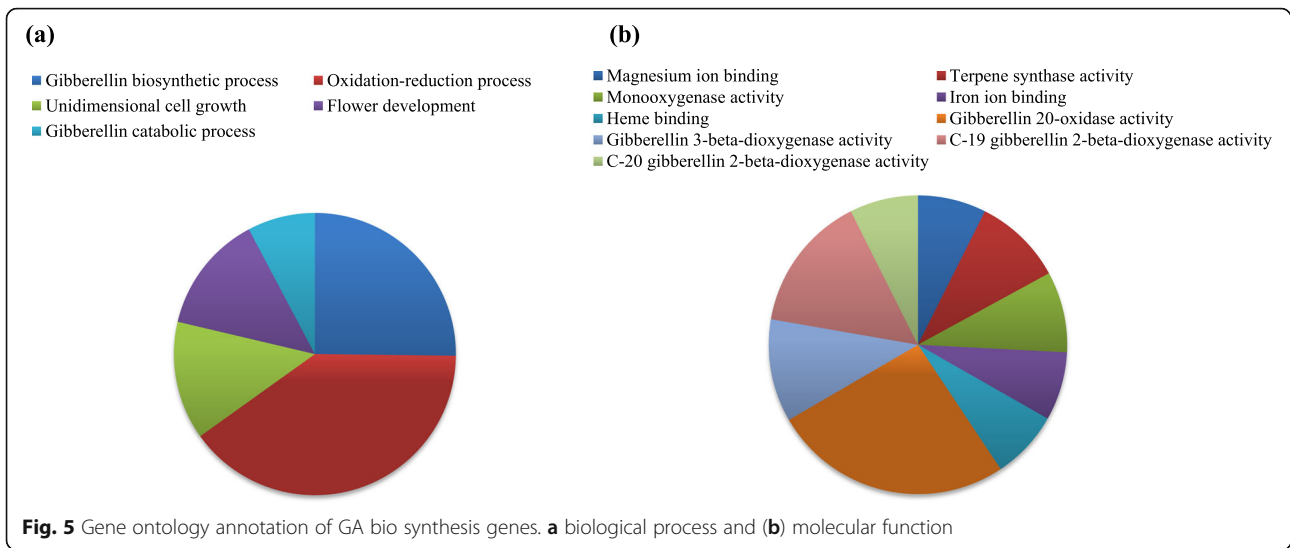 (a)
Gibberellin biosynthetic process
Oxidation-reduction process
Unidimensional cell growth
Flower development
Gibberellin catabolic process
(b)
Magnesium ion binding
Terpene synthase activity
Monooxygenase activity
Iron ion binding
Heme binding
Gibberellin 20-oxidase activity
Gibberellin 3-beta-dioxygenase activity
C-19 gibberellin 2-beta-dioxygenase activity
C-20 gibberellin 2-beta-dioxygenase activity
Fig. 5 Gene ontology annotation of GA bio synthesis genes. a biological process and (b) molecular function